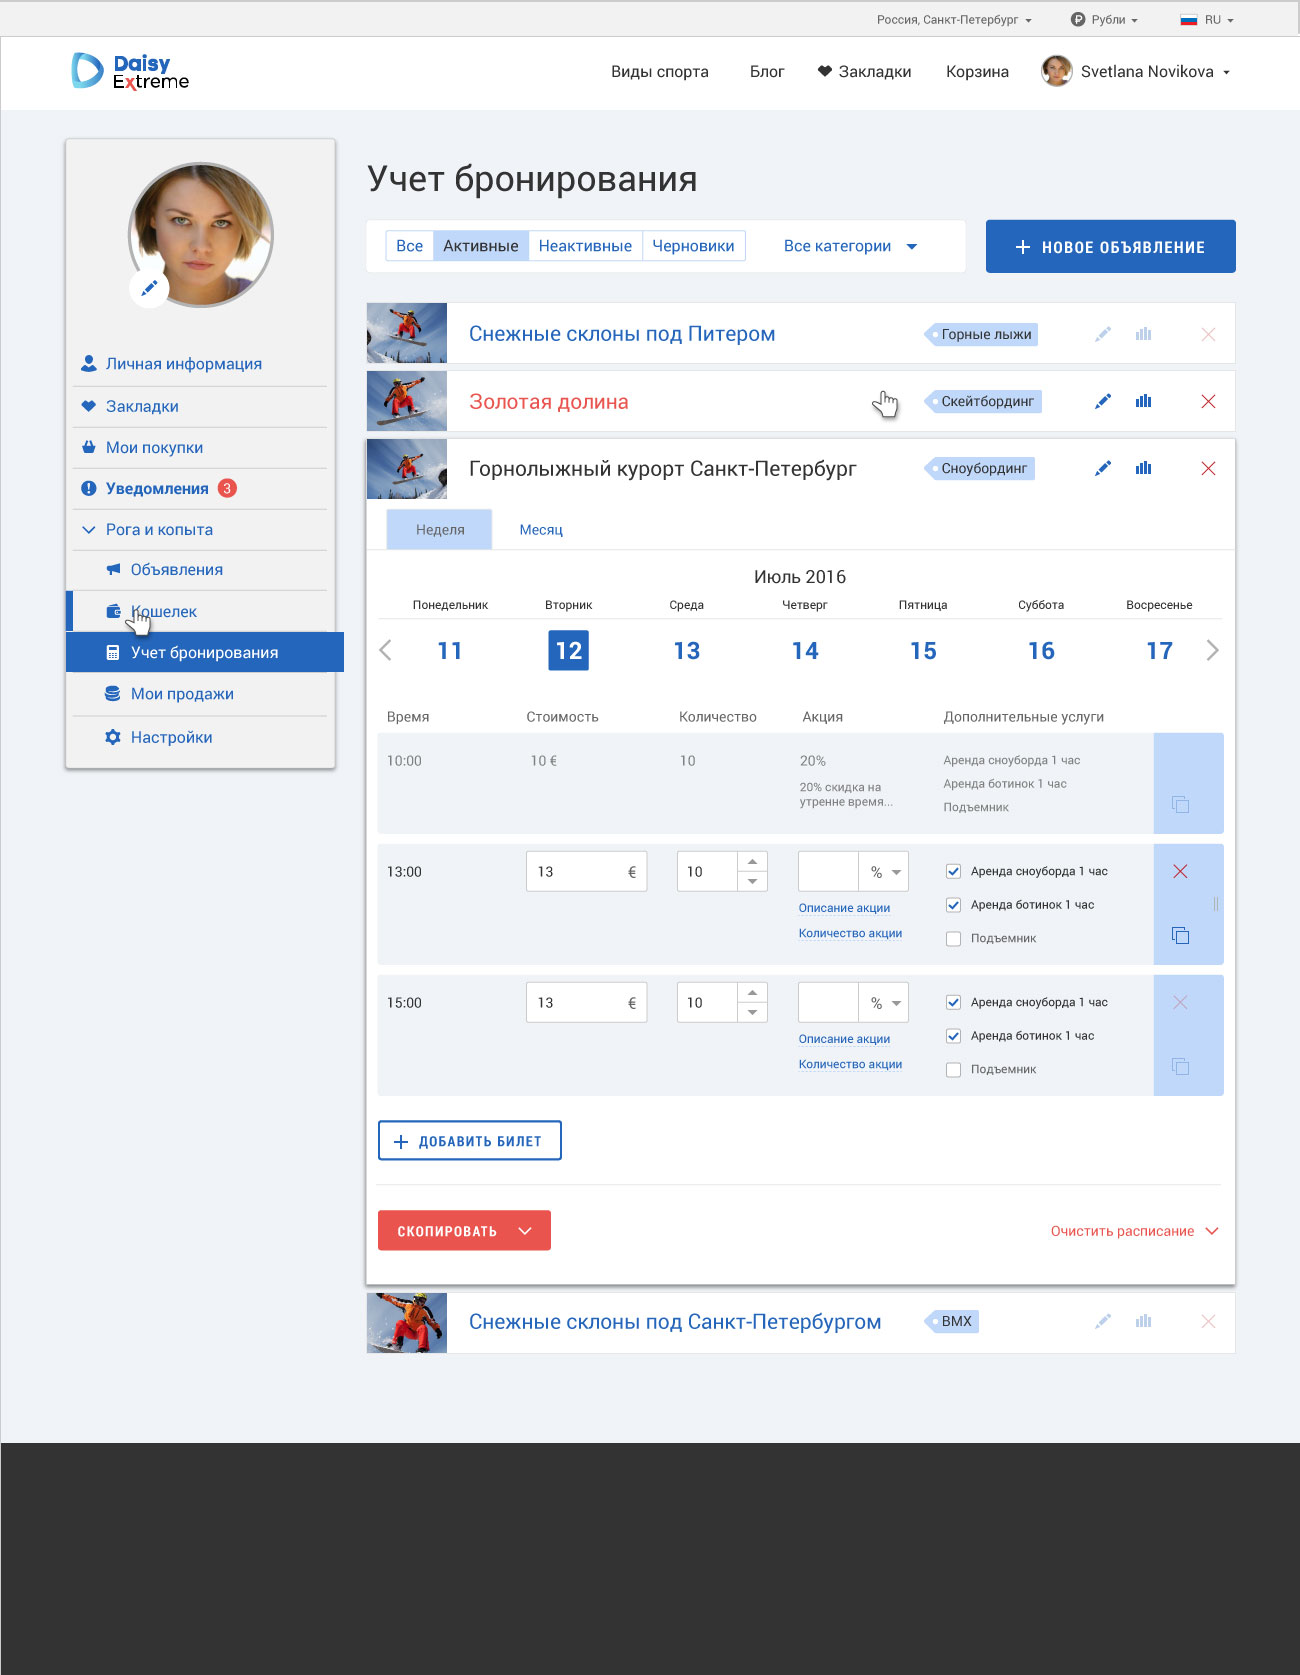 Россия, Санкт-Петербург
Рубли
RU
Daisy
Extreme
Виды спорта
Блог
Закладки
Корзина
Svetlana Novikova
Личная информация
Закладки
Мои покупки
Уведомления 3
Рога и копыта
Объявления
Кошелек
Учет бронирования
Мои продажи
Настройки
Учет бронирования
Все
Активные
Неактивные
Черновики
Все категории
НОВОЕ ОБЪЯВЛЕНИЕ
Снежные склоны под Питером
Горные лыжи
Золотая долина
Скейтбординг
Горнолыжный курорт Санкт-Петербург
Сноубординг
Неделя
Месяц
Июль 2016
Понедельник Вторник Среда Четверг Пятница Суббота Воcресенье
11 12 13 14 15 16 17
Время Стоимость Количество Акция Дополнительные услуги
10:00 10 € 10 20%
20% скидка на
утренне время...
Аренда сноуборда 1 час
Аренда ботинок 1 час
Подъемник
13:00 13 € 10 %
Описание акции
Количество акции
Аренда сноуборда 1 час
Аренда ботинок 1 час
Подъемник
15:00 13 € 10 %
Описание акции
Количество акции
Аренда сноуборда 1 час
Аренда ботинок 1 час
Подъемник
ДОБАВИТЬ БИЛЕТ
СКОПИРОВАТЬ
Очистить расписание
Снежные склоны под Санкт-Петербургом
BMX